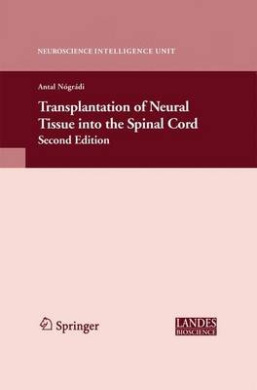 NEUROSCIENCE INTELLIGENCE UNIT
Antal Nógrádi
Transplantation of Neural
Tissue into the Spinal Cord
Second Edition
Springer
LANDES
BIOSCIENCE